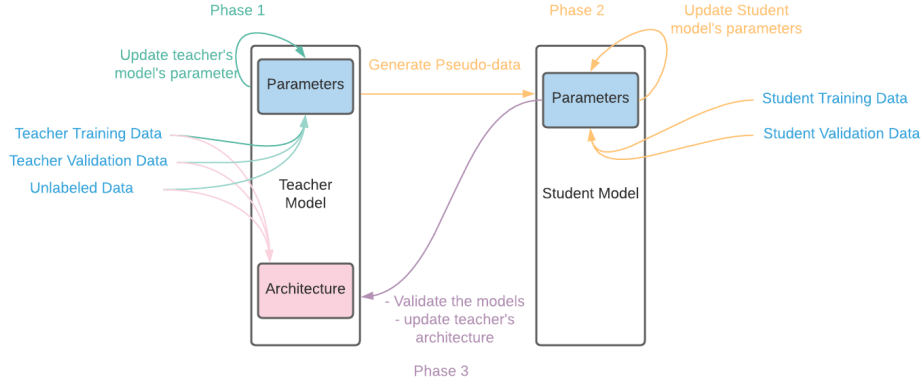 Phase 1
Phase 2
Update teacher's
model's parameter
Update Student
model's parameters
Parameters
Generate Pseudo-data
Parameters
Student Training Data
Student Validation Data
Teacher Training Data
Teacher Validation Data
Unlabeled Data
Teacher
Model
Student Model
Architecture
- Validate the models
- update teacher's
architecture
Phase 3